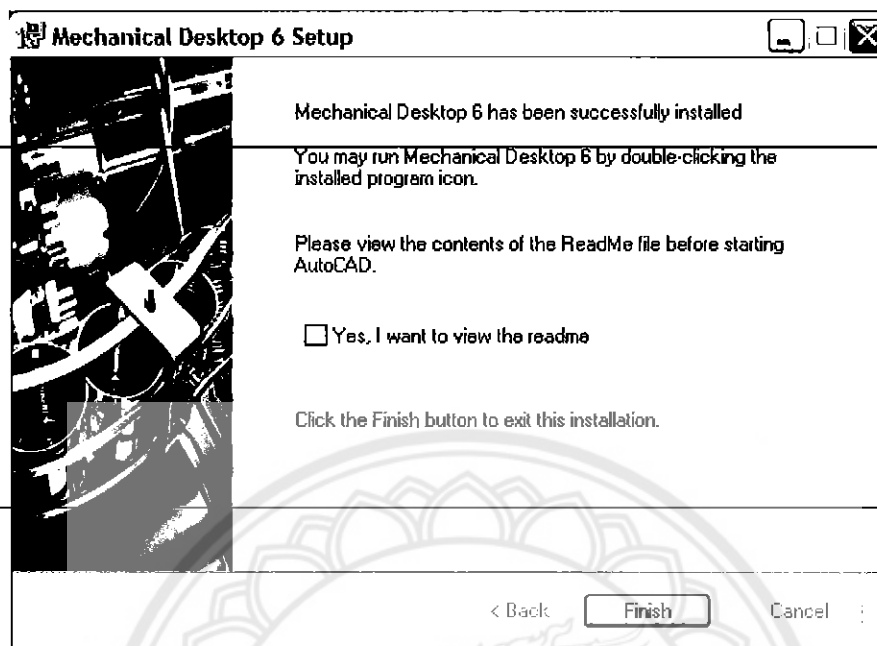 Mechanical Desktop 6 Setup
Mechanical Desktop 6 has been successfully installed
You may run Mechanical Desktop 6 by double-clicking the
installed program icon.
Please view the contents of the ReadMe file before starting
AutoCAD.
Yes, I want to view the readme
Click the Finish button to exit this installation.
< Back
Finish
Cancel